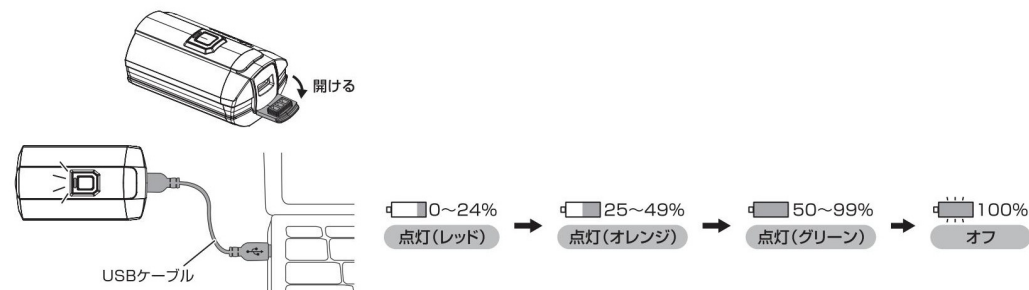 開ける
USBケーブル
0〜24%
点灯（レッド）
25〜49%
点灯（オレンジ）
50〜99%
点灯（グリーン）
100%
オフ